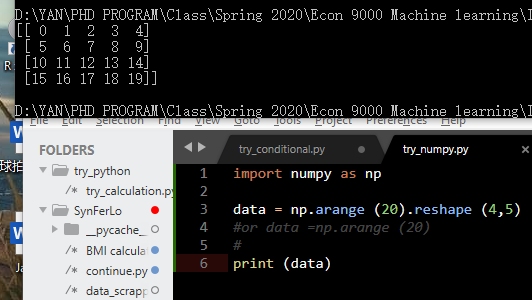 D:\YAN\PHD PROGRAM\Class\Spring 2020\Econ 9000 Machine learning\
[[ 0  1  2  3  4]
 [ 5  6  7  8  9]
 [10 11 12 13 14]
 [15 16 17 18 19]]
D:\YAN\PHD PROGRAM\Class\Spring 2020\Econ 9000 Machine learning\
File Edit Selection Find View Goto Tools Project Preferences Help
R
球拍
Ja
FOLDERS
try_python
/* try_calculation.py
SynFerLo
__pycache__
/* BMI calcula
/* continue.py
/* data_scrapp
try_conditional.py
try_numpy.py
1 import numpy as np
2
3 data = np.arange (20).reshape (4,5)
4 #or data =np.arange (20)
5 #
6 print (data)